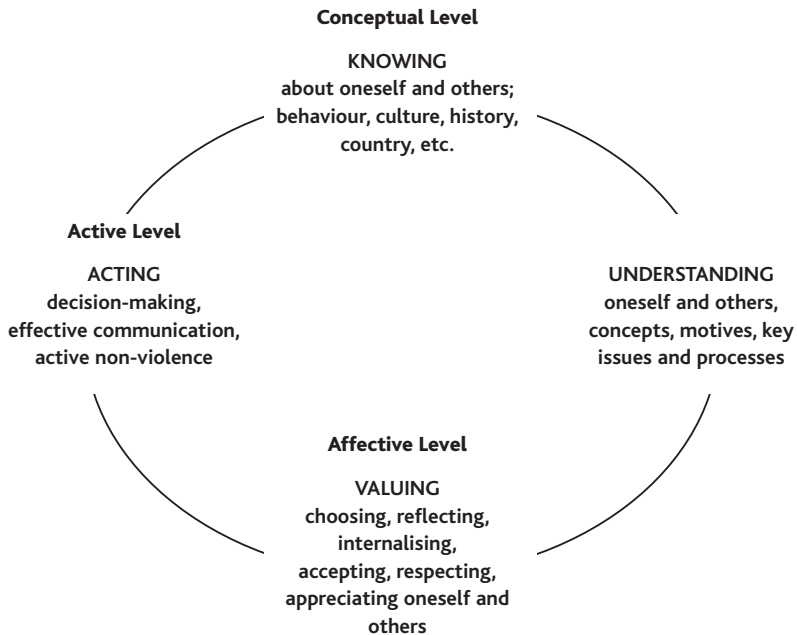 Conceptual Level
KNOWING
about oneself and others;
behaviour, culture, history,
country, etc.
Active Level
ACTING
decision-making,
effective communication,
active non-violence
UNDERSTANDING
oneself and others,
concepts, motives, key
issues and processes
Affective Level
VALUING
choosing, reflecting,
internalising,
accepting, respecting,
appreciating oneself and
others